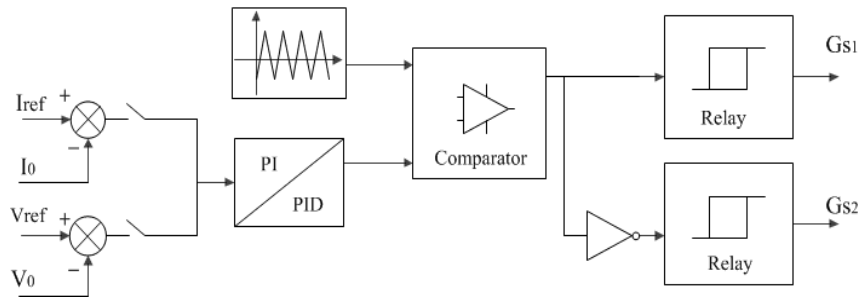 Iref
+
−
I0
Vref
+
−
V0
PI
PID
Comparator
Relay
Gs1
Relay
Gs2